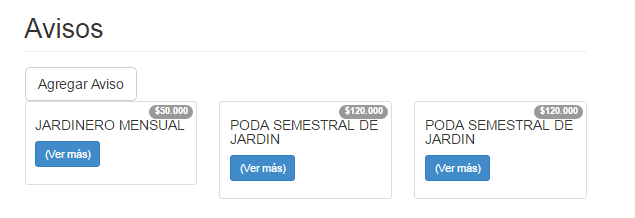 Avisos
Agregar Aviso
$50.000
JARDINERO MENSUAL
(Ver más)
$120.000
PODA SEMESTRAL DE
JARDIN
(Ver más)
$120.000
PODA SEMESTRAL DE
JARDIN
(Ver más)